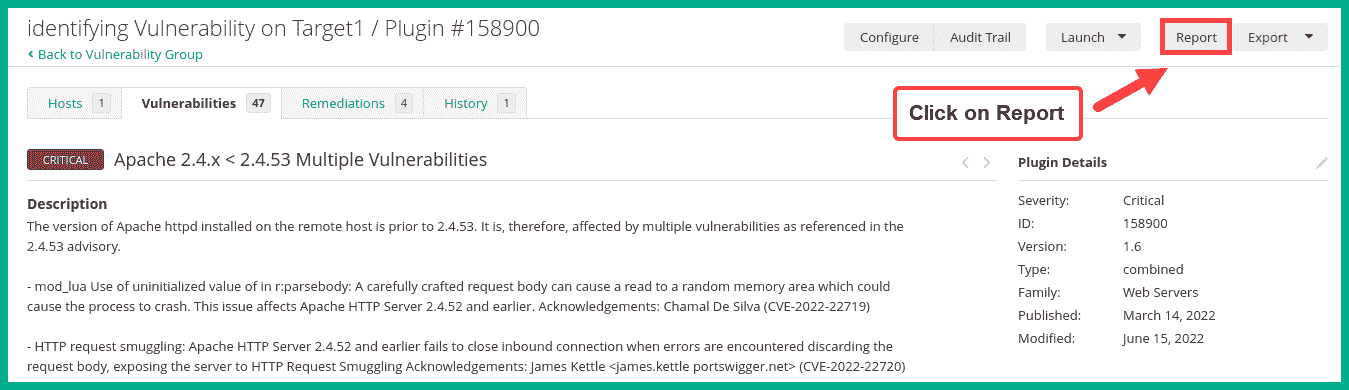 identifying Vulnerability on Target1 / Plugin #158900
Back to Vulnerability Group
Configure Audit Trail Launch Report Export
Hosts 1 Vulnerabilities 47 Remediations 4 History 1
Click on Report
CRITICAL Apache 2.4.x < 2.4.53 Multiple Vulnerabilities
Description
The version of Apache httpd installed on the remote host is prior to 2.4.53. It is, therefore, affected by multiple vulnerabilities as referenced in the
2.4.53 advisory.
- mod_lua Use of uninitialized value of in r:parsebody: A carefully crafted request body can cause a read to a random memory area which could
cause the process to crash. This issue affects Apache HTTP Server 2.4.52 and earlier. Acknowledgements: Chamal De Silva (CVE-2022-22719)
- HTTP request smuggling: Apache HTTP Server 2.4.52 and earlier fails to close inbound connection when errors are encountered discarding the
request body, exposing the server to HTTP Request Smuggling Acknowledgements: James Kettle <james.kettle portswigger.net> (CVE-2022-22720)
Plugin Details
Severity: Critical
ID: 158900
Version: 1.6
Type: combined
Family: Web Servers
Published: March 14, 2022
Modified: June 15, 2022